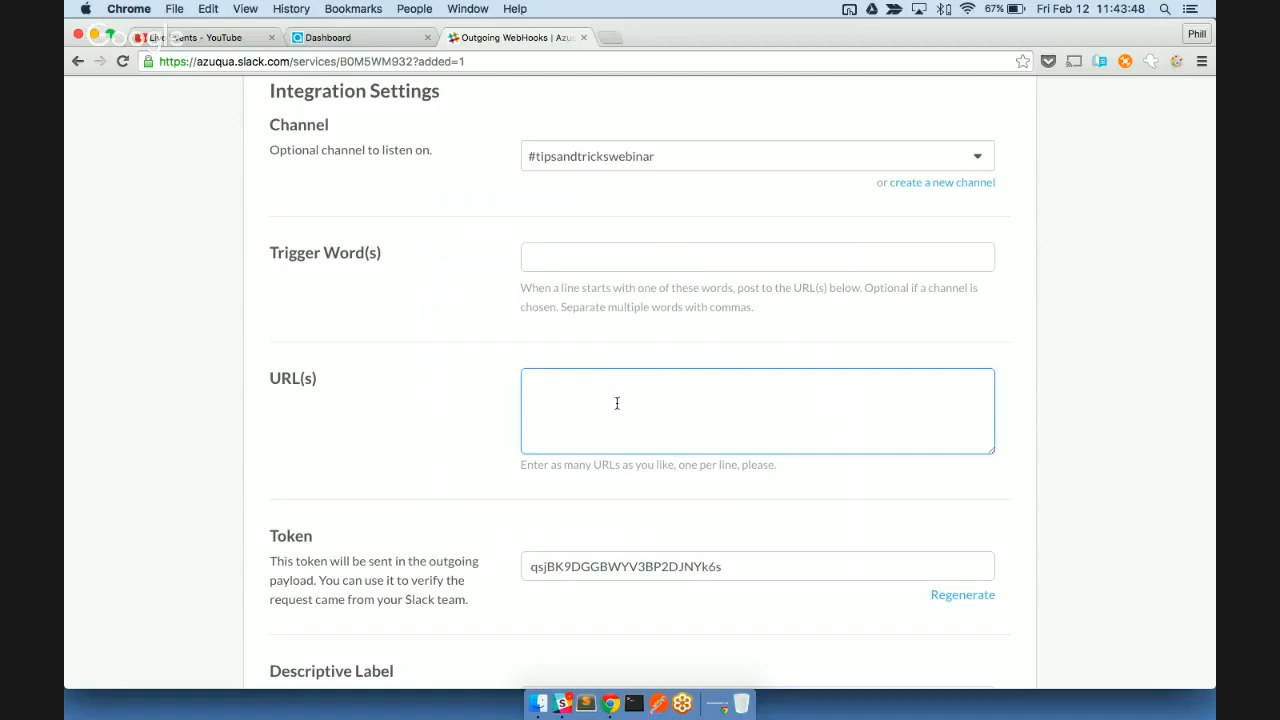 Chrome File Edit View History Bookmarks People Window Help 67% Fri Feb 12 11:43:48
Google
Live Events - YouTube × Dashboard × Outgoing WebHooks | Azuq × Phill
https://azuqua.slack.com/services/B0M5WM932?added=1
Integration Settings
Channel
Optional channel to listen on.
#tipsandtrickswebinar
or create a new channel
Trigger Word(s)
When a line starts with one of these words, post to the URL(s) below. Optional if a channel is
chosen. Separate multiple words with commas.
URL(s)
Enter as many URLs as you like, one per line, please.
Token
This token will be sent in the outgoing
payload. You can use it to verify the
request came from your Slack team.
qsjBK9DGGBWYV3BP2DJNYk6s
Regenerate
Descriptive Label